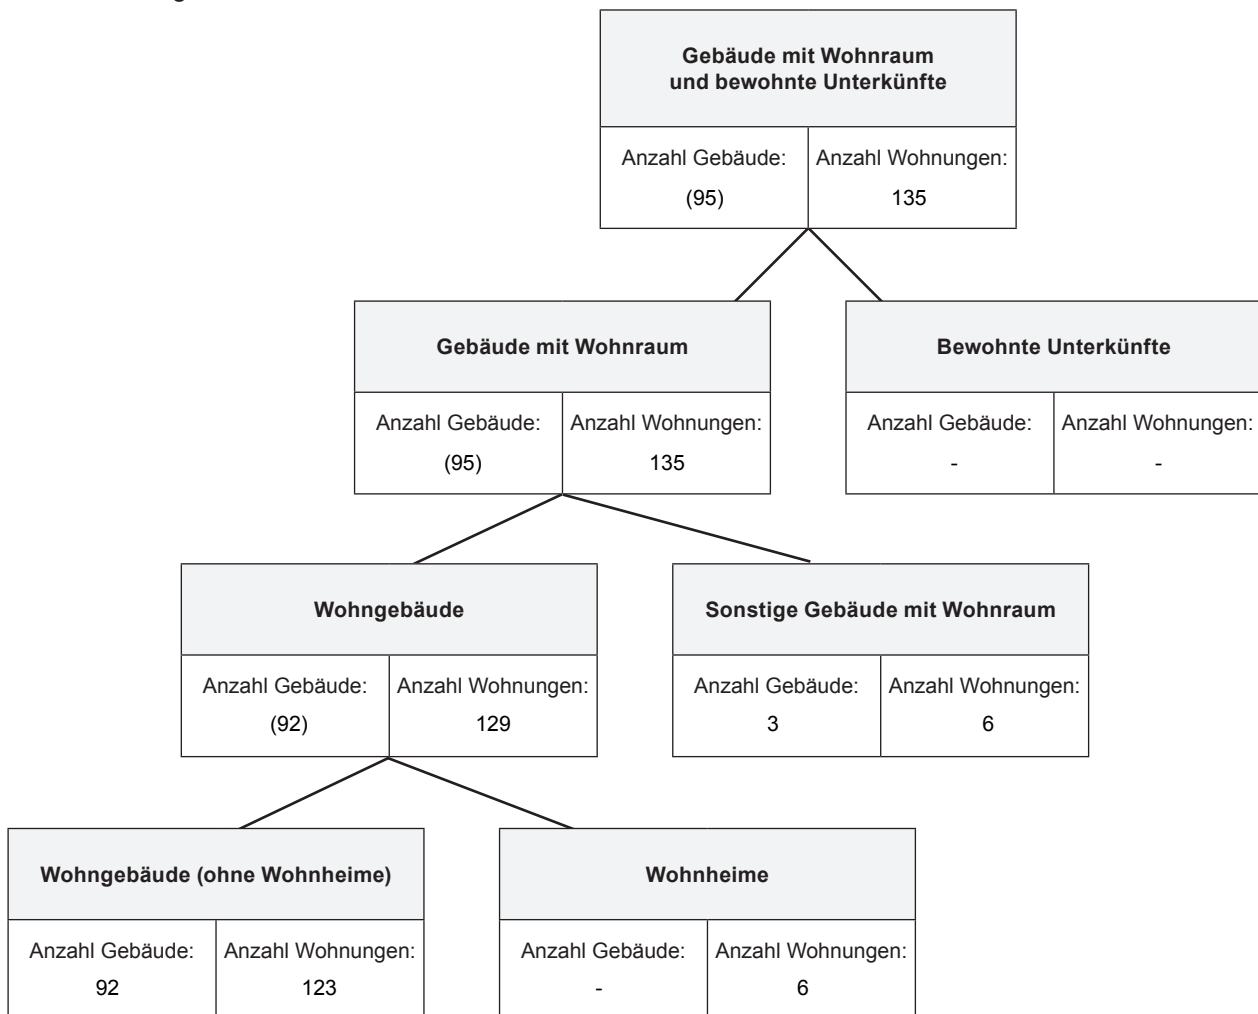 Gebäude mit Wohnraum
und bewohnte Unterkünfte
Anzahl Gebäude: Anzahl Wohnungen:
(95) 135
Gebäude mit Wohnraum
Anzahl Gebäude: Anzahl Wohnungen:
(95) 135
Bewohnte Unterkünfte
Anzahl Gebäude: Anzahl Wohnungen:
- -
Wohngebäude
Anzahl Gebäude: Anzahl Wohnungen:
(92) 129
Sonstige Gebäude mit Wohnraum
Anzahl Gebäude: Anzahl Wohnungen:
3 6
Wohngebäude (ohne Wohnheime)
Anzahl Gebäude: Anzahl Wohnungen:
92 123
Wohnheime
Anzahl Gebäude: Anzahl Wohnungen:
- 6